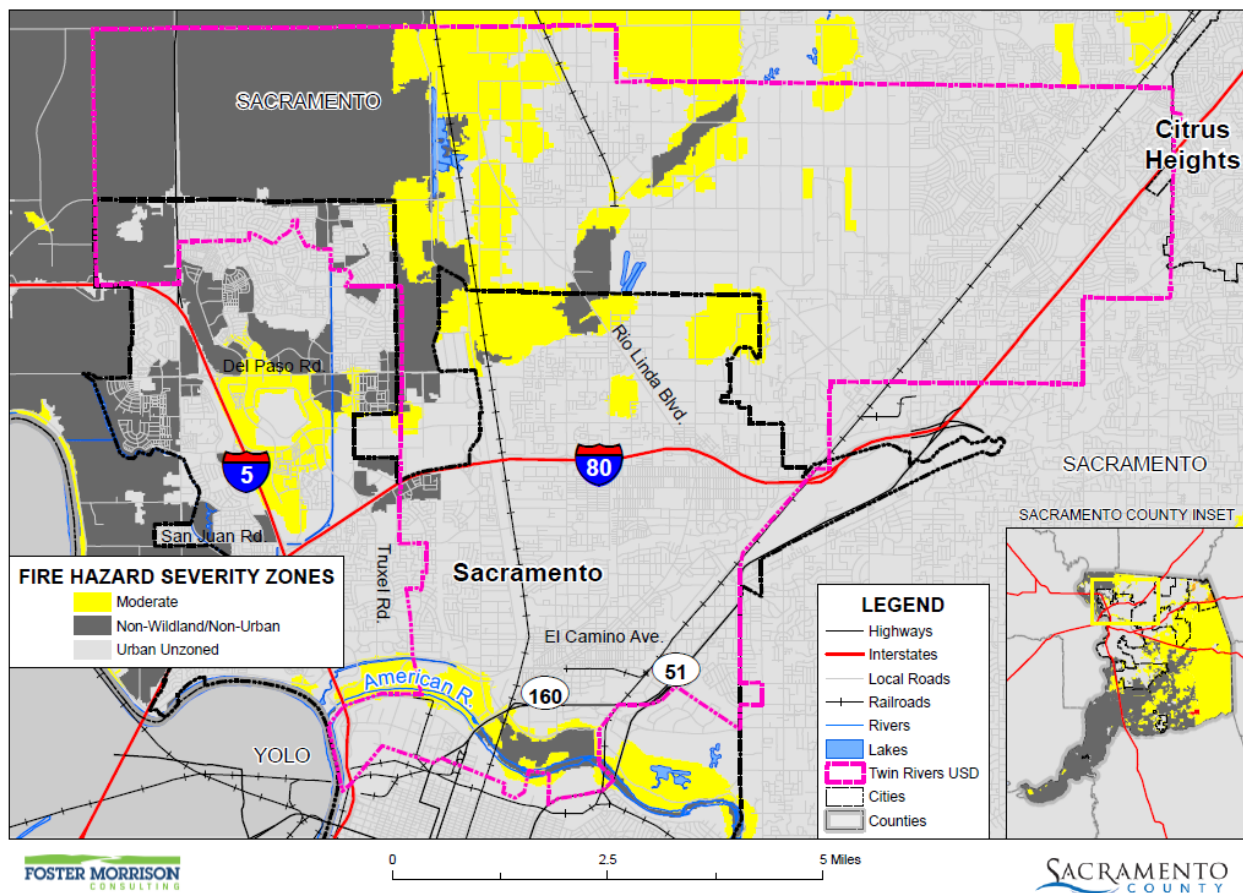 SACRAMENTO
Citrus
Heights
Rio Linda Blvd.
Del Paso Rd.
5
80
SACRAMENTO
San Juan Rd.
SACRAMENTO COUNTY INSET
FIRE HAZARD SEVERITY ZONES
Moderate
Non-Wildland/Non-Urban
Urban Unzoned
Truxel Rd.
Sacramento
El Camino Ave.
American R.
51
160
YOLO
LEGEND
Highways
Interstates
Local Roads
Railroads
Rivers
Lakes
Twin Rivers USD
Cities
Counties
FOSTER MORRISON
CONSULTING
0 2.5 5 Miles
SACRAMENTO
COUNTY